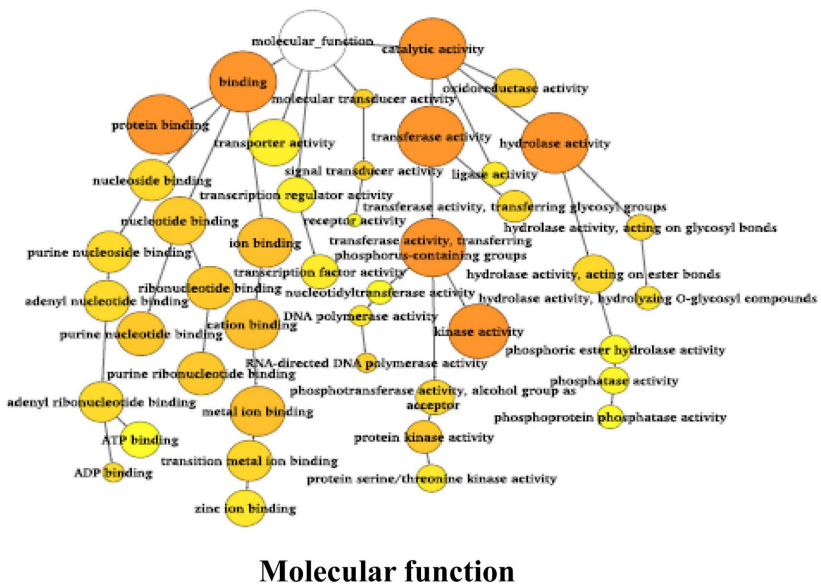 molecular_function
catalytic activity
binding
oxidoreductase activity
molecular transducer activity
protein binding
transporter activity
transferase activity
hydrolase activity
signal transducer activity
ligase activity
nucleoside binding
transcription regulator activity
transferase activity, transferring glycosyl groups
nucleotide binding
receptor activity
hydrolase activity, acting on glycosyl bonds
ion binding
transferase activity, transferring
phosphorus-containing groups
purine nucleoside binding
transcription factor activity
hydrolase activity, acting on ester bonds
ribonucleotide binding
nucleotidyltransferase activity
hydrolase activity, hydrolyzing O-glycosyl compounds
adenyl nucleotide binding
DNA polymerase activity
cation binding
kinase activity
purine nucleotide binding
phosphoric ester hydrolase activity
RNA-directed DNA polymerase activity
purine ribonucleotide binding
phosphatase activity
phosphotransferase activity, alcohol group as
acceptor
adenyl ribonucleotide binding
metal ion binding
phosphoprotein phosphatase activity
ATP binding
protein kinase activity
transition metal ion binding
ADP binding
protein serine/threonine kinase activity
zinc ion binding
Molecular function